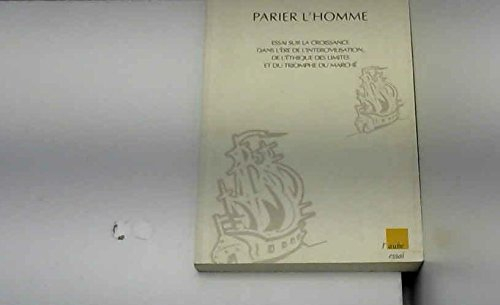 PARIER L'HOMME
ESSAI SUR LA CROISSANCE
DANS L'ÈRE DE L'INTERCIVILISATION,
DE L'ÉTHIQUE DES LIMITES
ET DU TRIOMPHE DU MARCHÉ
l'aube
essai